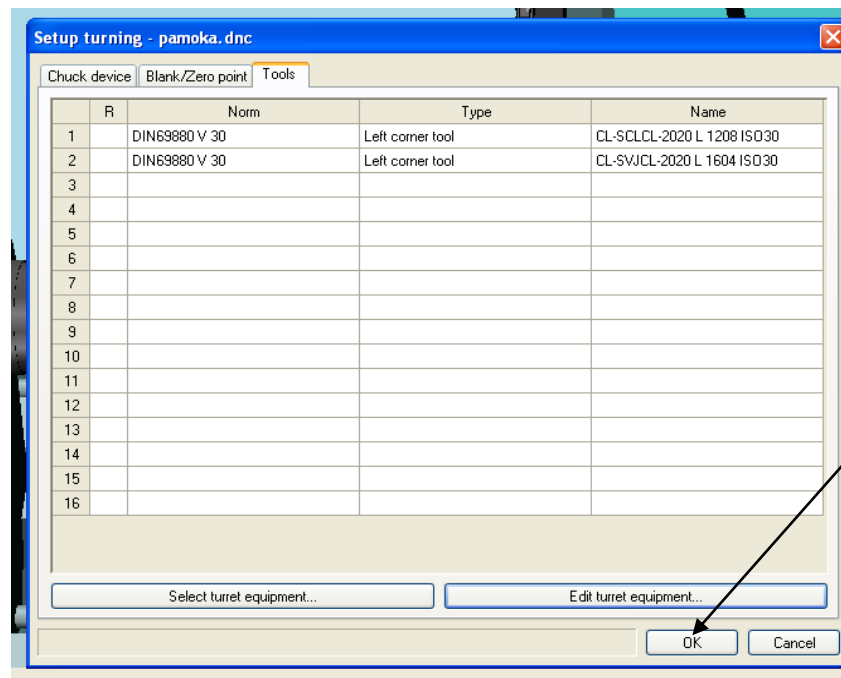 Setup turning - pamoka.dnc
Chuck device Blank/Zero point Tools
R Norm Type Name
1 DIN69880 V 30 Left corner tool CL-SCLCL-2020 L 1208 ISO30
2 DIN69880 V 30 Left corner tool CL-SVJCL-2020 L 1604 ISO30
3
4
5
6
7
8
9
10
11
12
13
14
15
16
Select turret equipment... Edit turret equipment...
OK Cancel